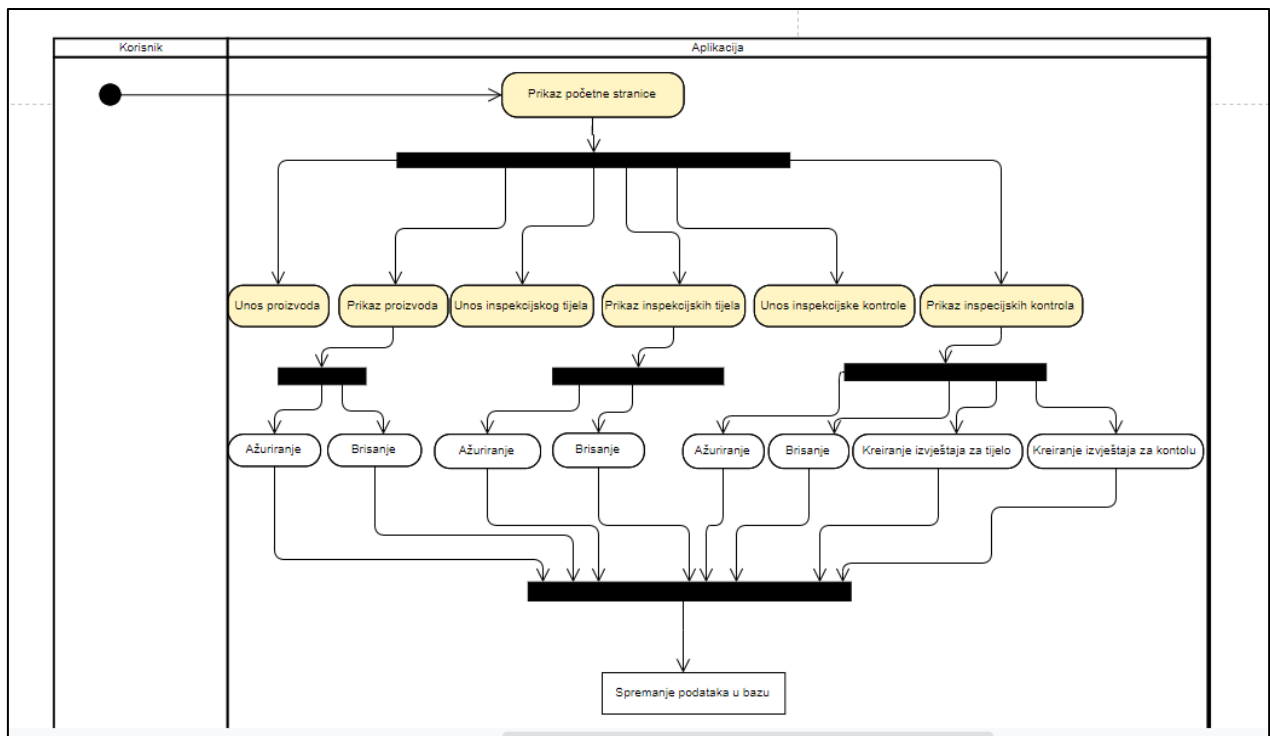 Korisnik
Aplikacija
Prikaz početne stranice
Unos proizvoda
Prikaz proizvoda
Unos inspekcijskog tijela
Prikaz inspekcijskih tijela
Unos inspekcijske kontrole
Prikaz inspecijskih kontrola
Ažuriranje
Brisanje
Ažuriranje
Brisanje
Ažuriranje
Brisanje
Kreiranje izvještaja za tijelo
Kreiranje izvještaja za kontolu
Spremanje podataka u bazu